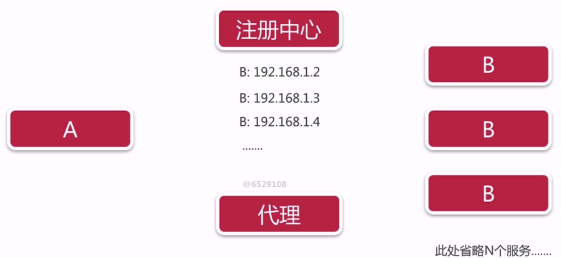 注册中心
B: 192.168.1.2
B: 192.168.1.3
B: 192.168.1.4
.......
A
B
B
B
@6529108
代理
此处省略N个服务.......